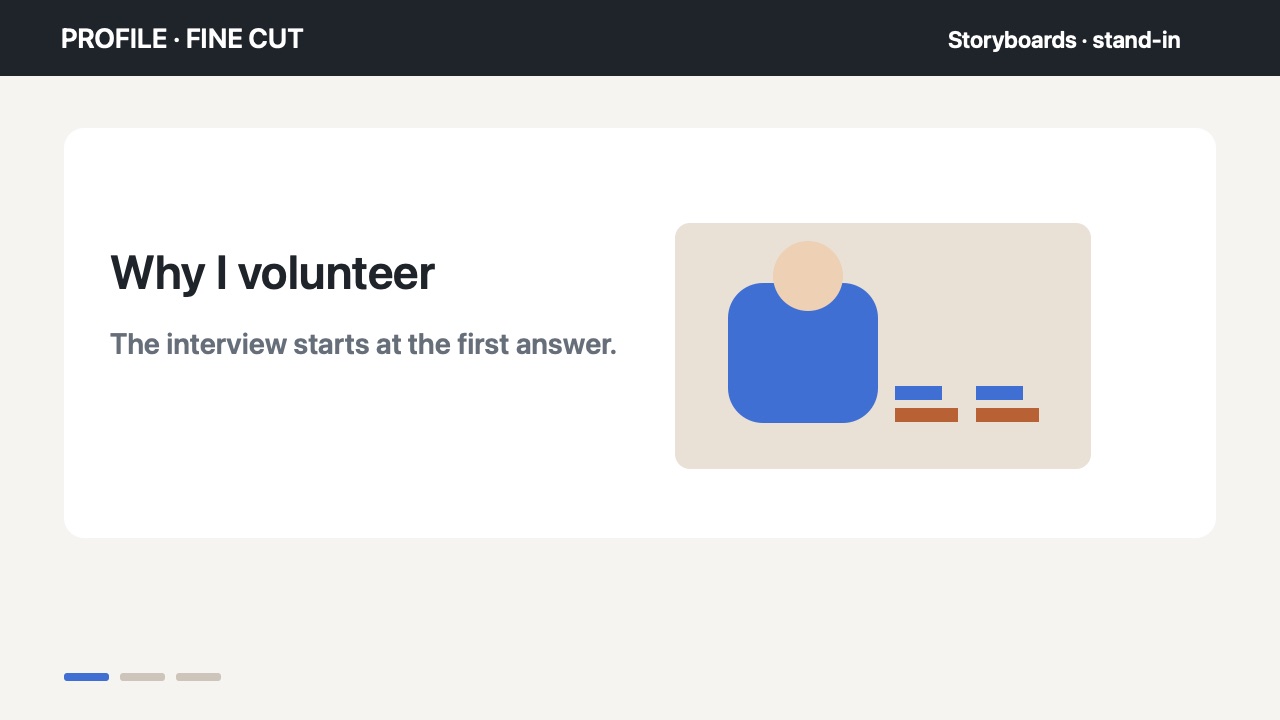 PROFILE · FINE CUT
Storyboards · stand-in
Why I volunteer
The interview starts at the first answer.